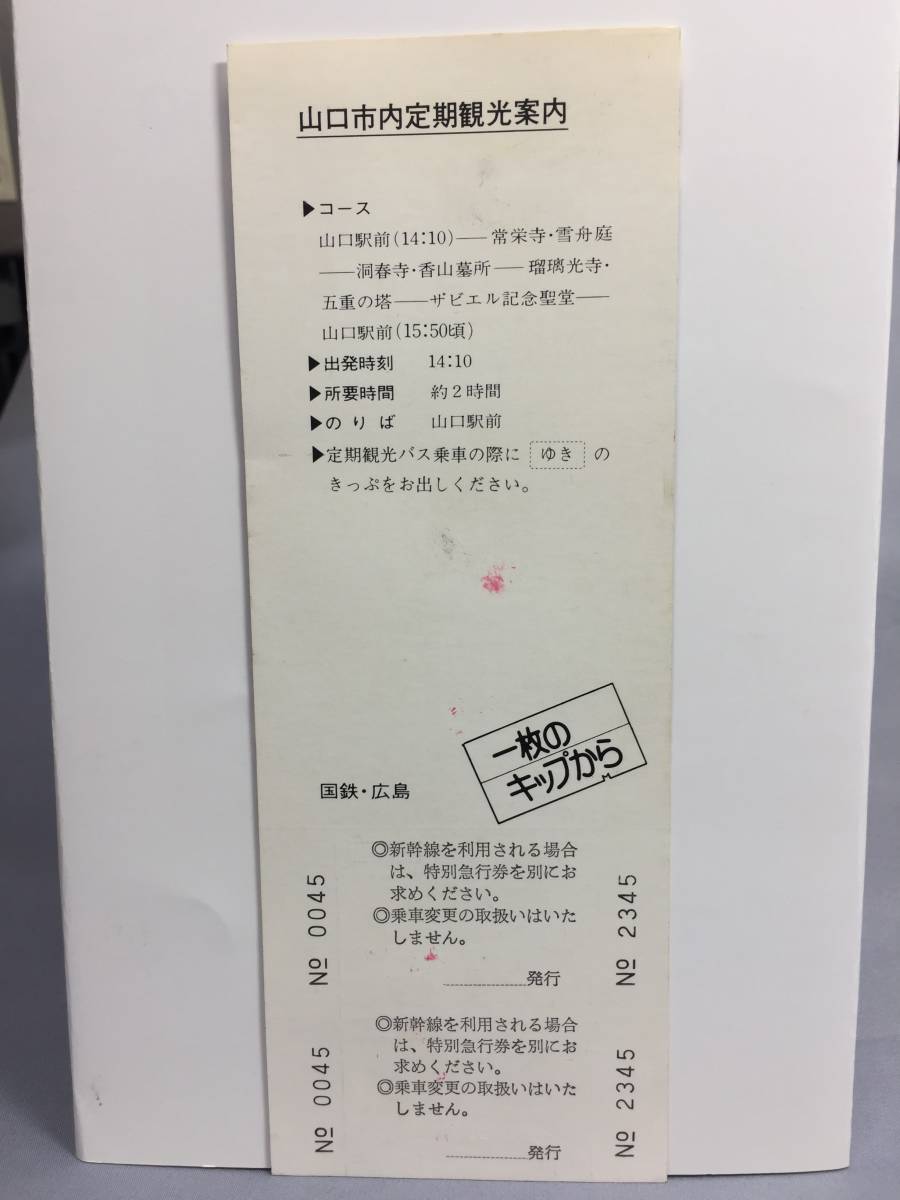 山口市内定期観光案内
▶コース
山口駅前(14:10)――常栄寺・雪舟庭
――洞春寺・香山墓所――瑠璃光寺・
五重の塔――ザビエル記念聖堂――
山口駅前(15:50頃)
▶出発時刻 14:10
▶所要時間 約2時間
▶のりば 山口駅前
▶定期観光バス乗車の際に ゆき の
きっぷをお出しください。
一枚の
キップから
国鉄・広島
◎新幹線を利用される場合
は、特別急行券を別にお
求めください。
◎乗車変更の取扱いはいた
しません。
発行
№ 0045
№ 2345
◎新幹線を利用される場合
は、特別急行券を別にお
求めください。
◎乗車変更の取扱いはいた
しません。
発行
№ 0045
№ 2345